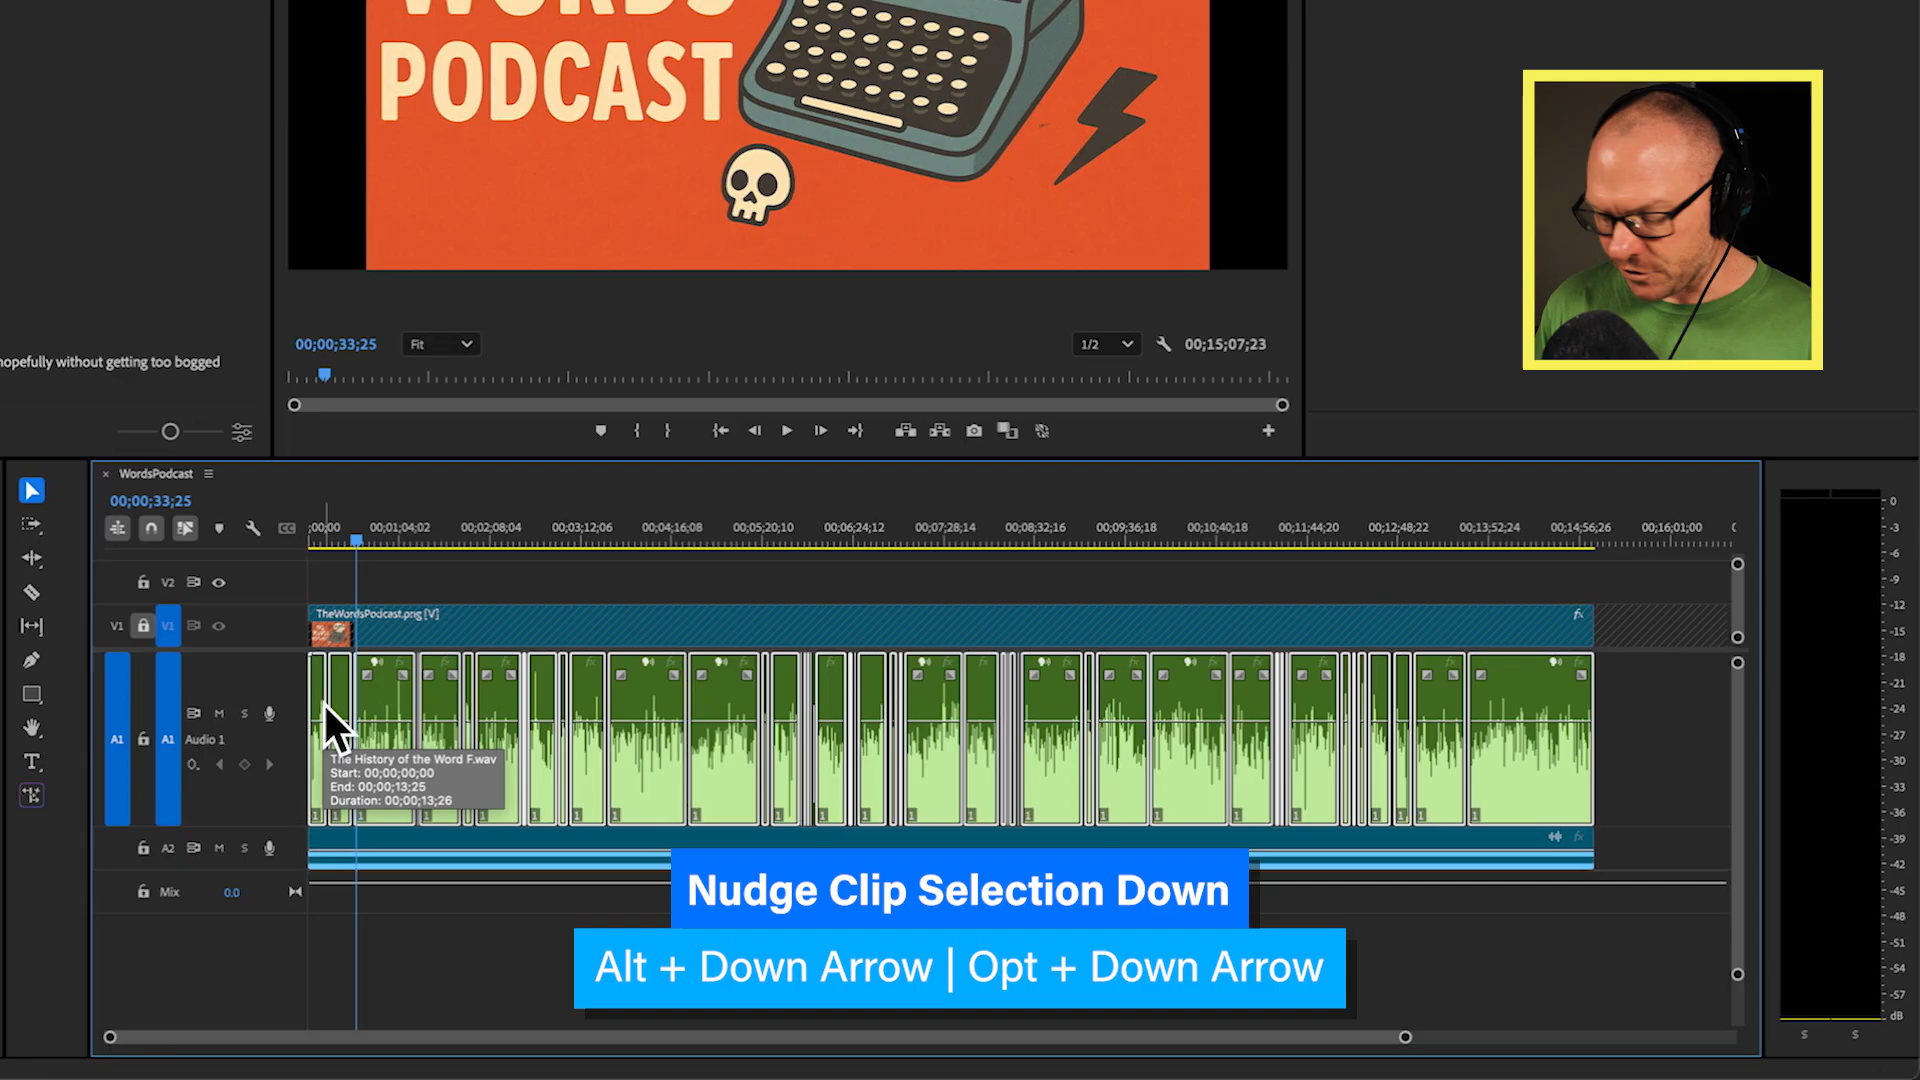 WORDS
PODCAST
hopefully without getting too bogged
00;00;33;25
Fit
1/2
00;15;07;23
× WordsPodcast
00;00;33;25
;00;00 00;01;04;02 00;02;08;04 00;03;12;06 00;04;16;08 00;05;20;10 00;06;24;12 00;07;28;14 00;08;32;16 00;09;36;18 00;10;40;18 00;11;44;20 00;12;48;22 00;13;52;24 00;14;56;26 00;16;01;00
CC
V2
TheWordsPodcast.png [V] fx
V1 V1
A1 A1 Audio 1
M S
The History of the Word F.wav
Start: 00;00;00;00
End: 00;00;13;25
Duration: 00;00;13;26
A2 M S fx
Mix 0.0
Nudge Clip Selection Down
Alt + Down Arrow | Opt + Down Arrow
0
-3
-6
-9
-12
-15
-18
-21
-24
-27
-30
-33
-36
-39
-42
-45
-48
-51
-54
-57
dB
S S